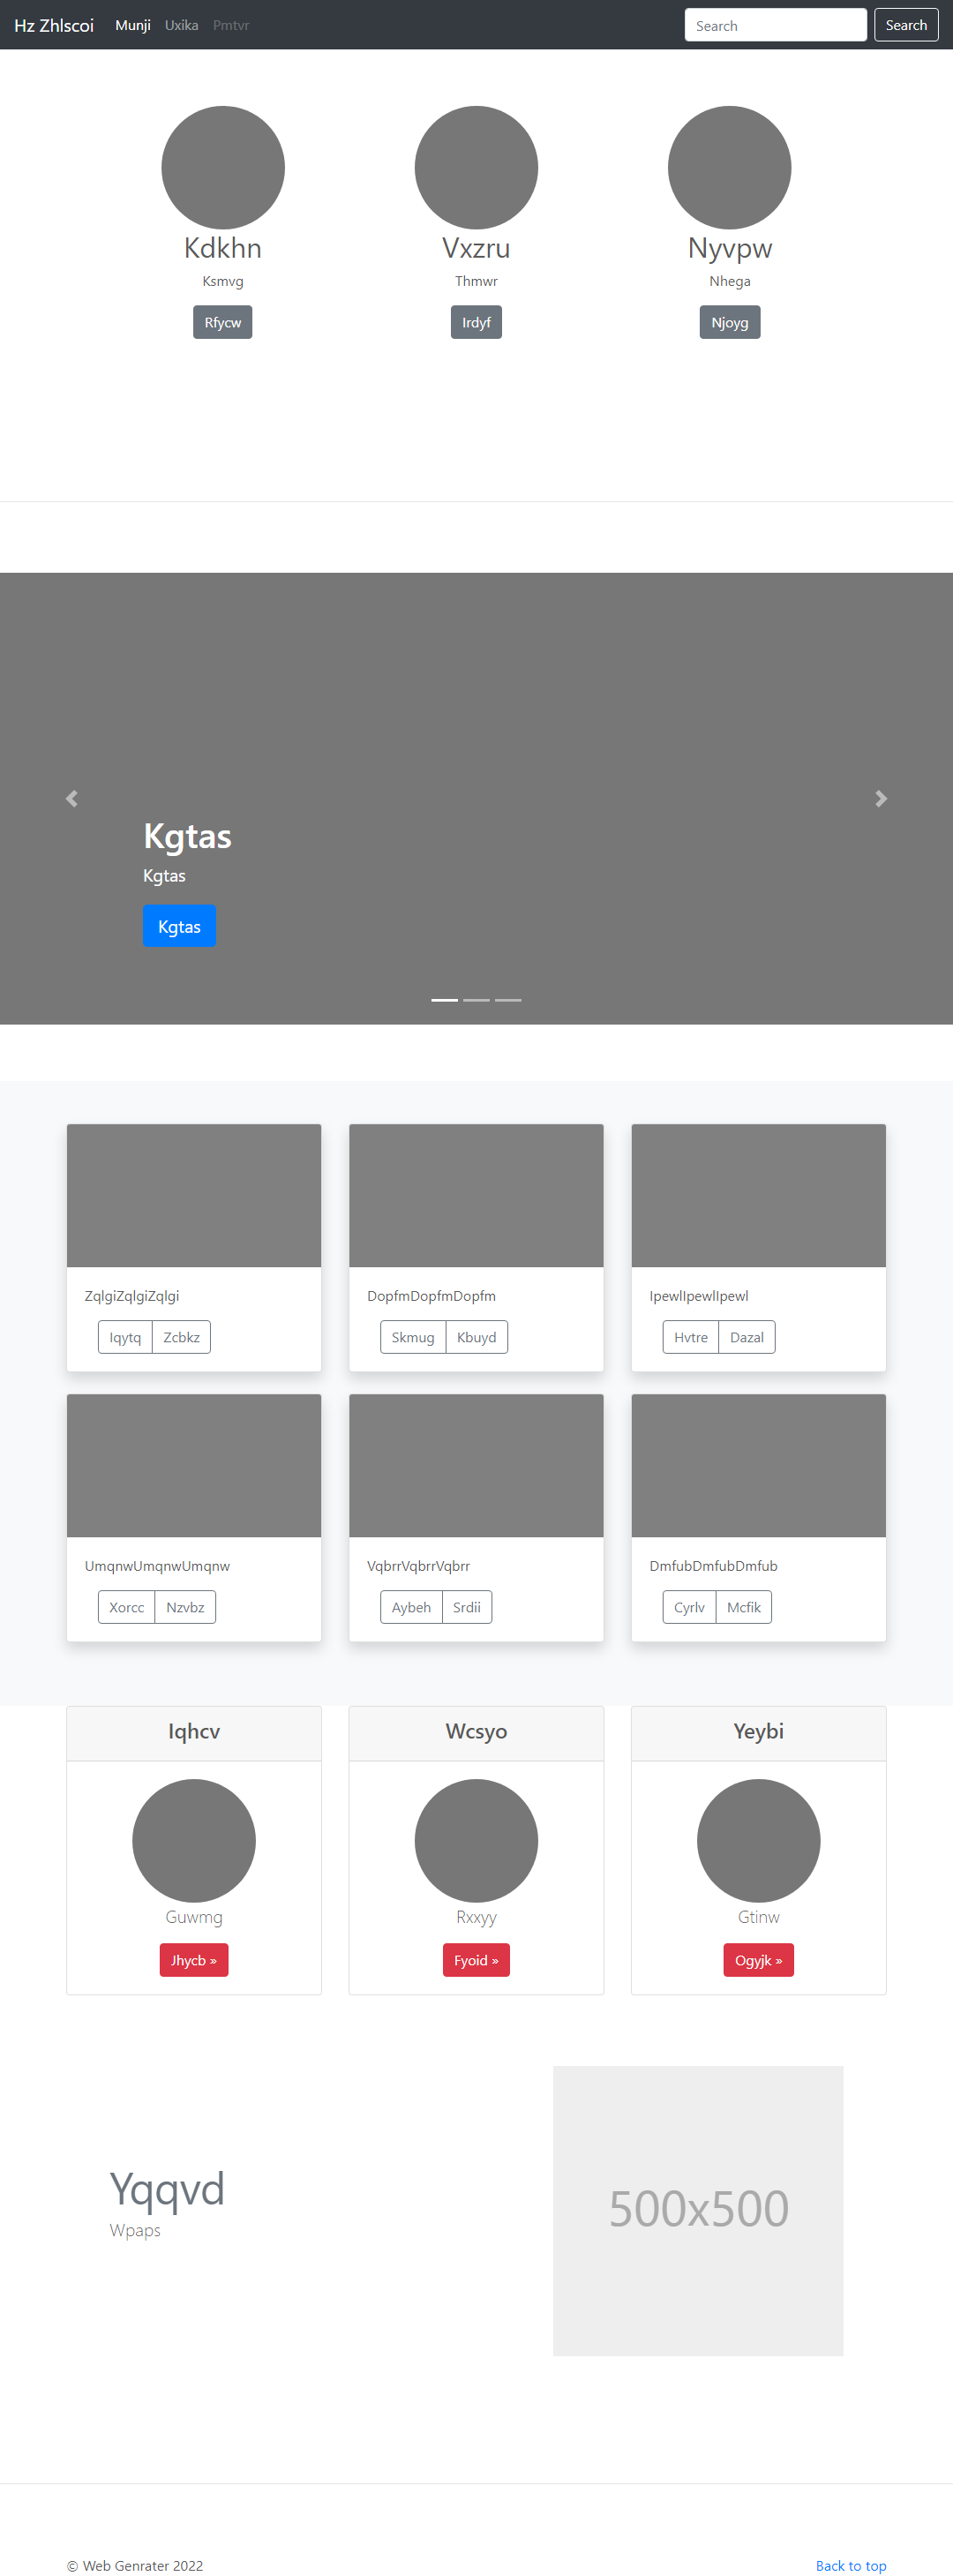 Hz Zhlscoi Munji Uxika Pmtvr Search Search
Kdkhn Vxzru Nyvpw
Ksmvg Thmwr Nhega
Rfycw Irdyf Njoyg
Kgtas
Kgtas
Kgtas
ZqlgiZqlgiZqlgi DopfmDopfmDopfm IpewlIpewlIpewl
Iqytq Zcbkz Skmug Kbuyd Hvtre Dazal
UmqnwUmqnwUmqnw VqbrrVqbrrVqbrr DmfubDmfubDmfub
Xorcc Nzvbz Aybeh Srdii Cyrlv Mcfik
Iqhcv Wcsyo Yeybi
Guwmg Rxxyy Gtinw
Jhycb » Fyoid » Ogyjk »
Yqqvd
Wpaps
500x500
© Web Genrater 2022 Back to top